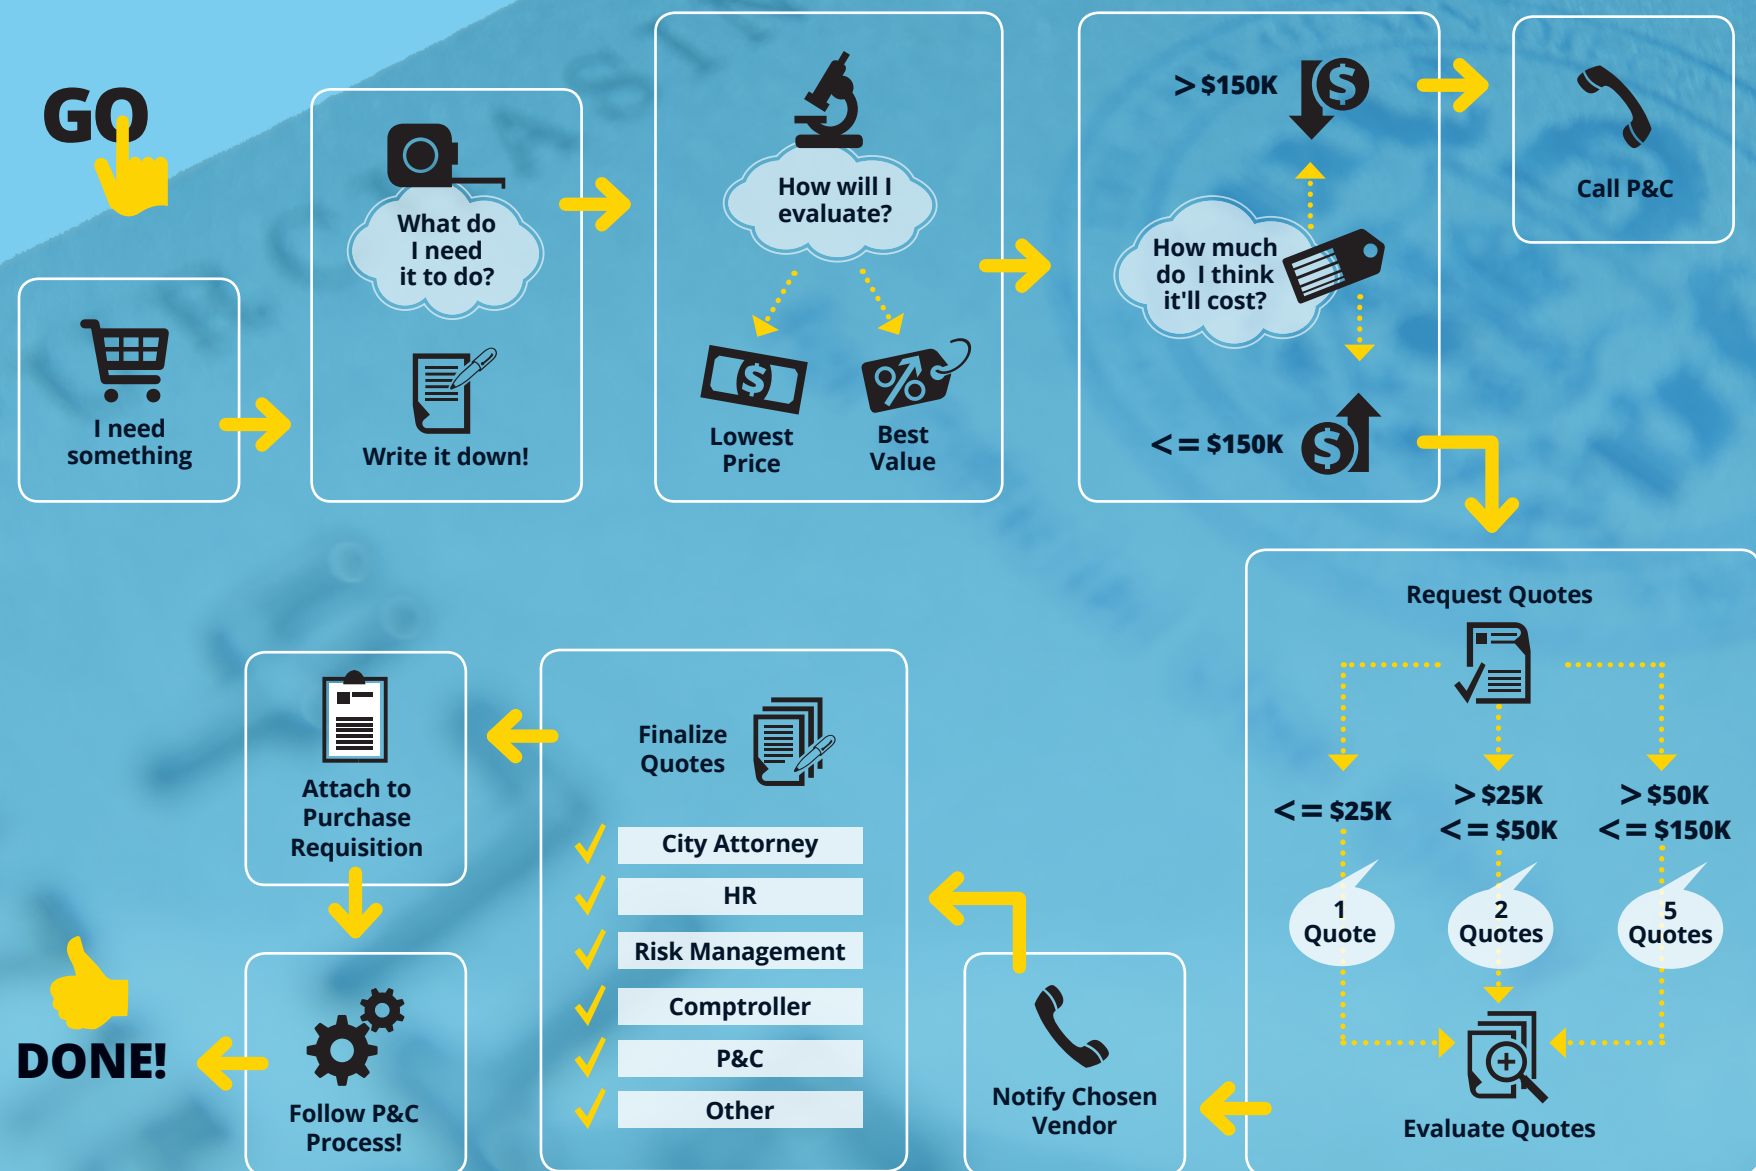 GO
I need
something
What do
I need
it to do?
Write it down!
How will I
evaluate?
Lowest
Price
Best
Value
> $150K
How much
do I think
it'll cost?
<= $150K
Call P&C
Request Quotes
<= $25K
> $25K
<= $50K
> $50K
<= $150K
1
Quote
2
Quotes
5
Quotes
Evaluate Quotes
Notify Chosen
Vendor
Finalize
Quotes
City Attorney
HR
Risk Management
Comptroller
P&C
Other
Attach to
Purchase
Requisition
Follow P&C
Process!
DONE!